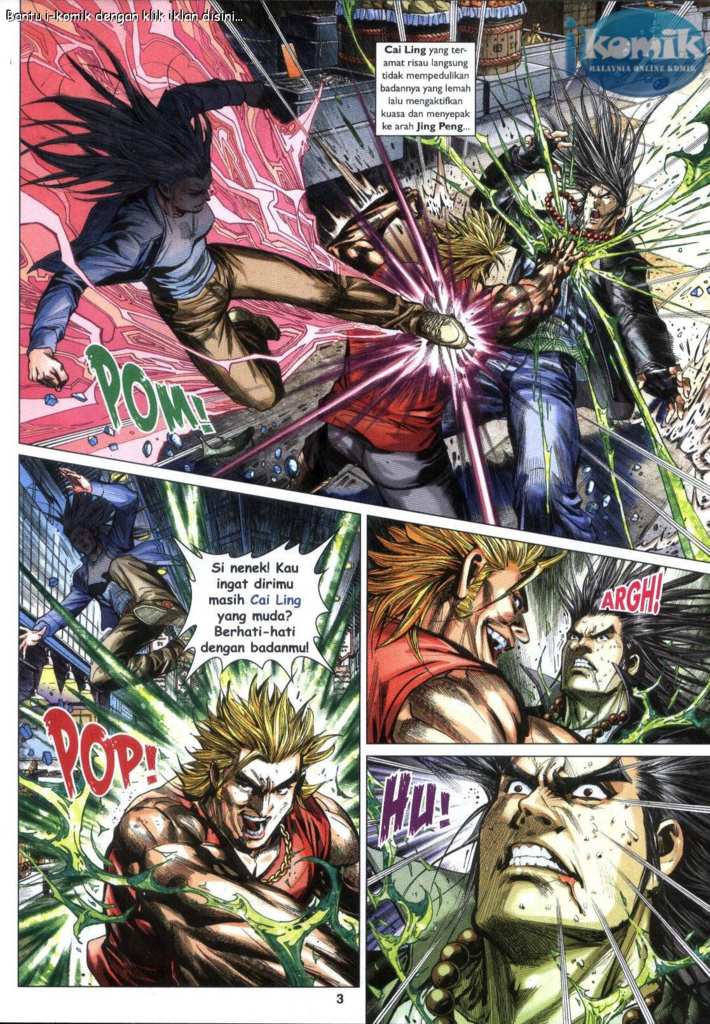 Bantu i-komik dengan klik iklan disini...
ikomik
MALAYSIA ONLINE KOMIK
Cai Ling yang ter-
amat risau langsung
tidak mempedulikan
badannya yang lemah
lalu mengaktifkan
kuasa dan menyepak
ke arah Jing Peng...
POM!
Si nenek! Kau
ingat dirimu
masih Cai Ling
yang muda?
Berhati-hati
dengan badanmu!
POP!
ARGH!
HU!
3